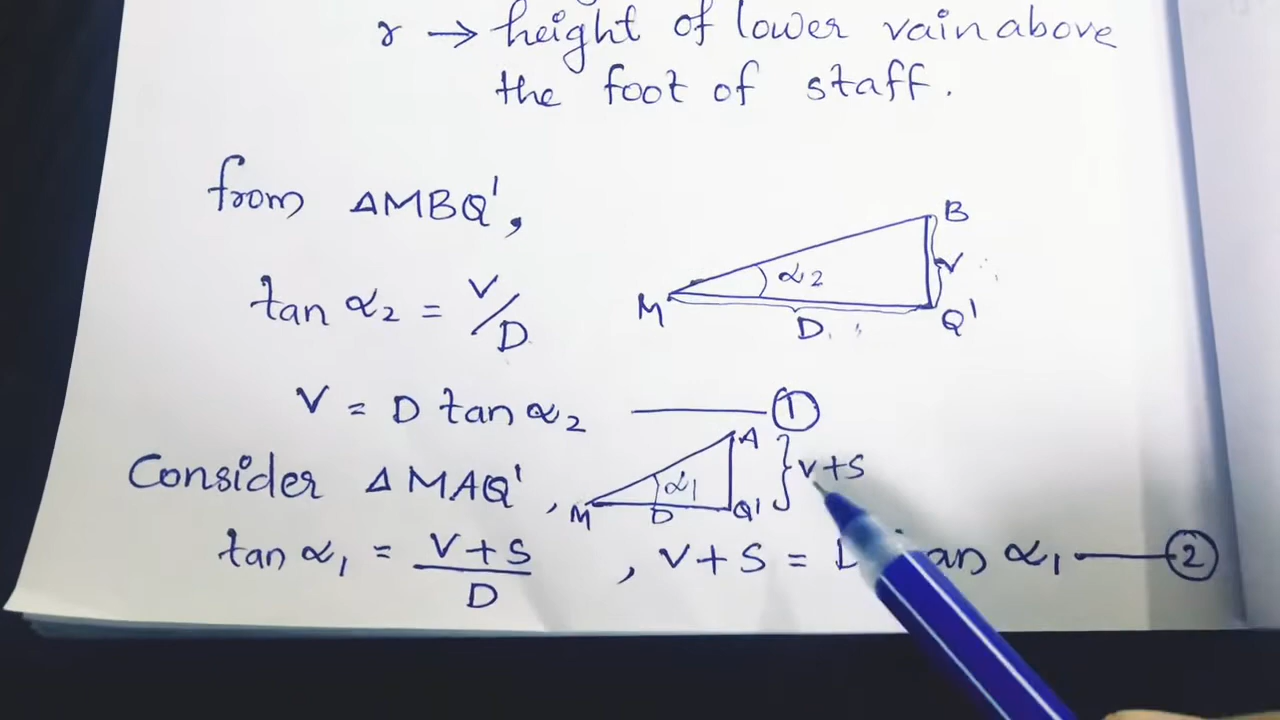 r → height of lower vain above
the foot of staff.
from ΔMBQ',
B
α2
V
M
D
Q'
tan α2 = V/D
V = D tan α2 ——— ①
Consider ΔMAQ',
A
α1
M
D
Q'
} V+S
tan α1 = V+S/D , V+S = D an α1 ——— ②